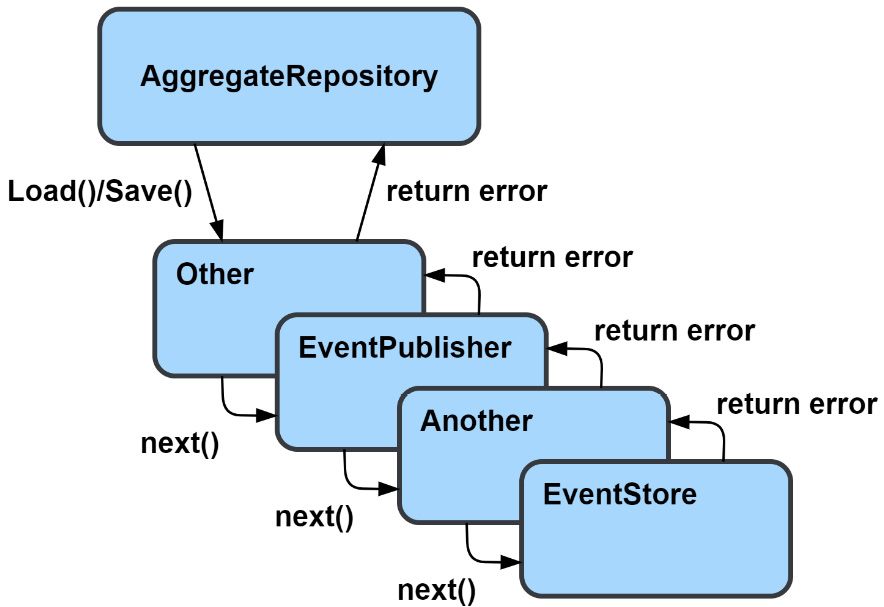 AggregateRepository
Load()/Save()
return error
Other
return error
EventPublisher
return error
next()
Another
return error
next()
EventStore
next()